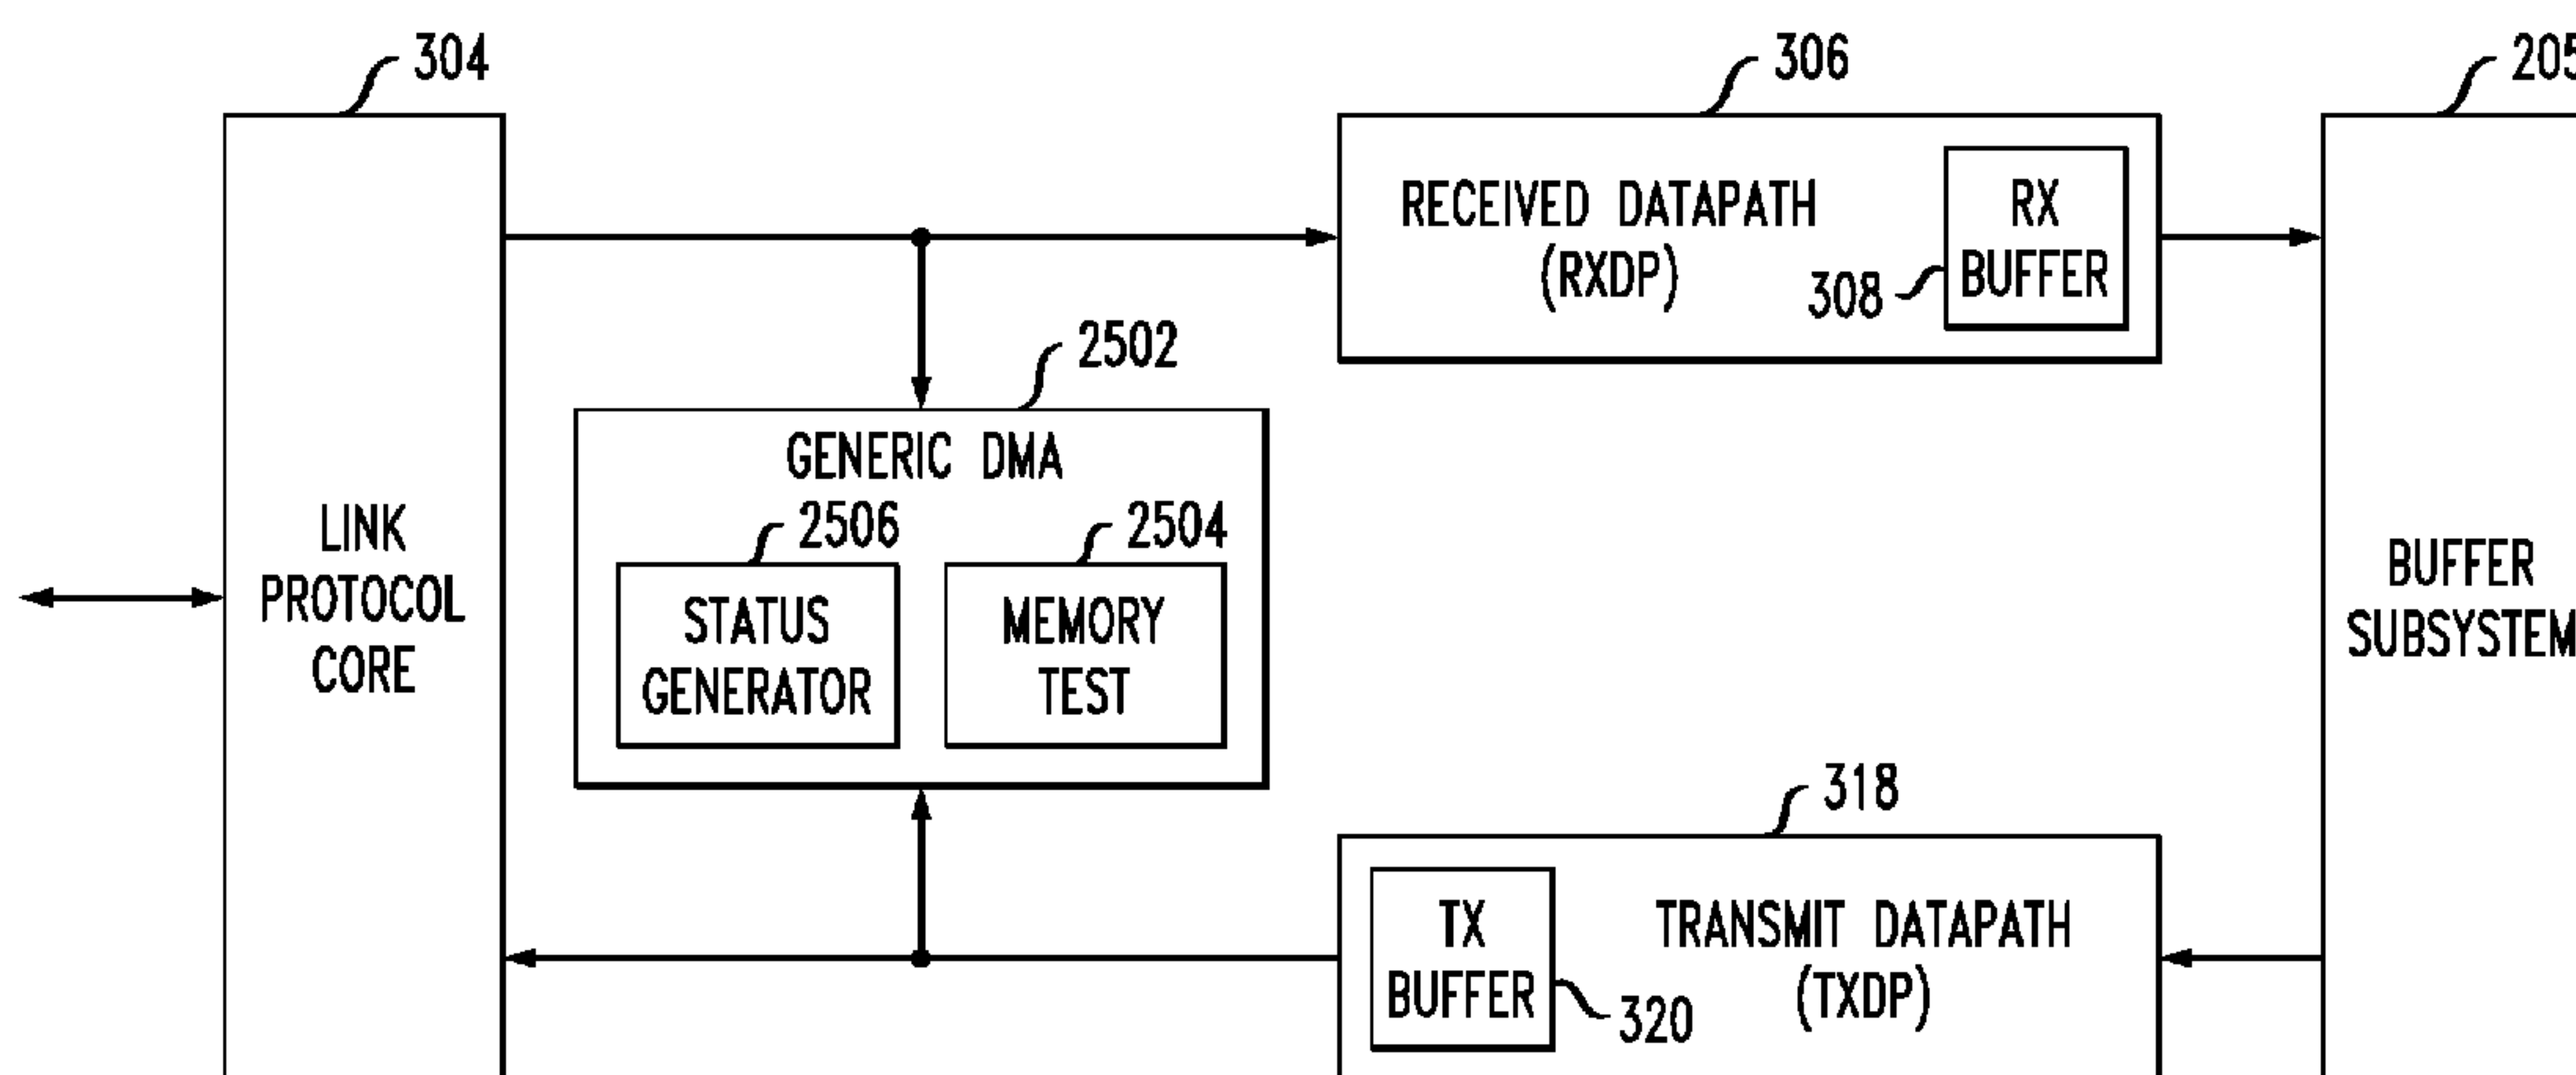 304
306
205
RECEIVED DATAPATH
(RXDP)
RX
BUFFER
308
2502
GENERIC DMA
2506
2504
STATUS
GENERATOR
MEMORY
TEST
LINK
PROTOCOL
CORE
BUFFER
SUBSYSTEM
318
TX
BUFFER
320
TRANSMIT DATAPATH
(TXDP)